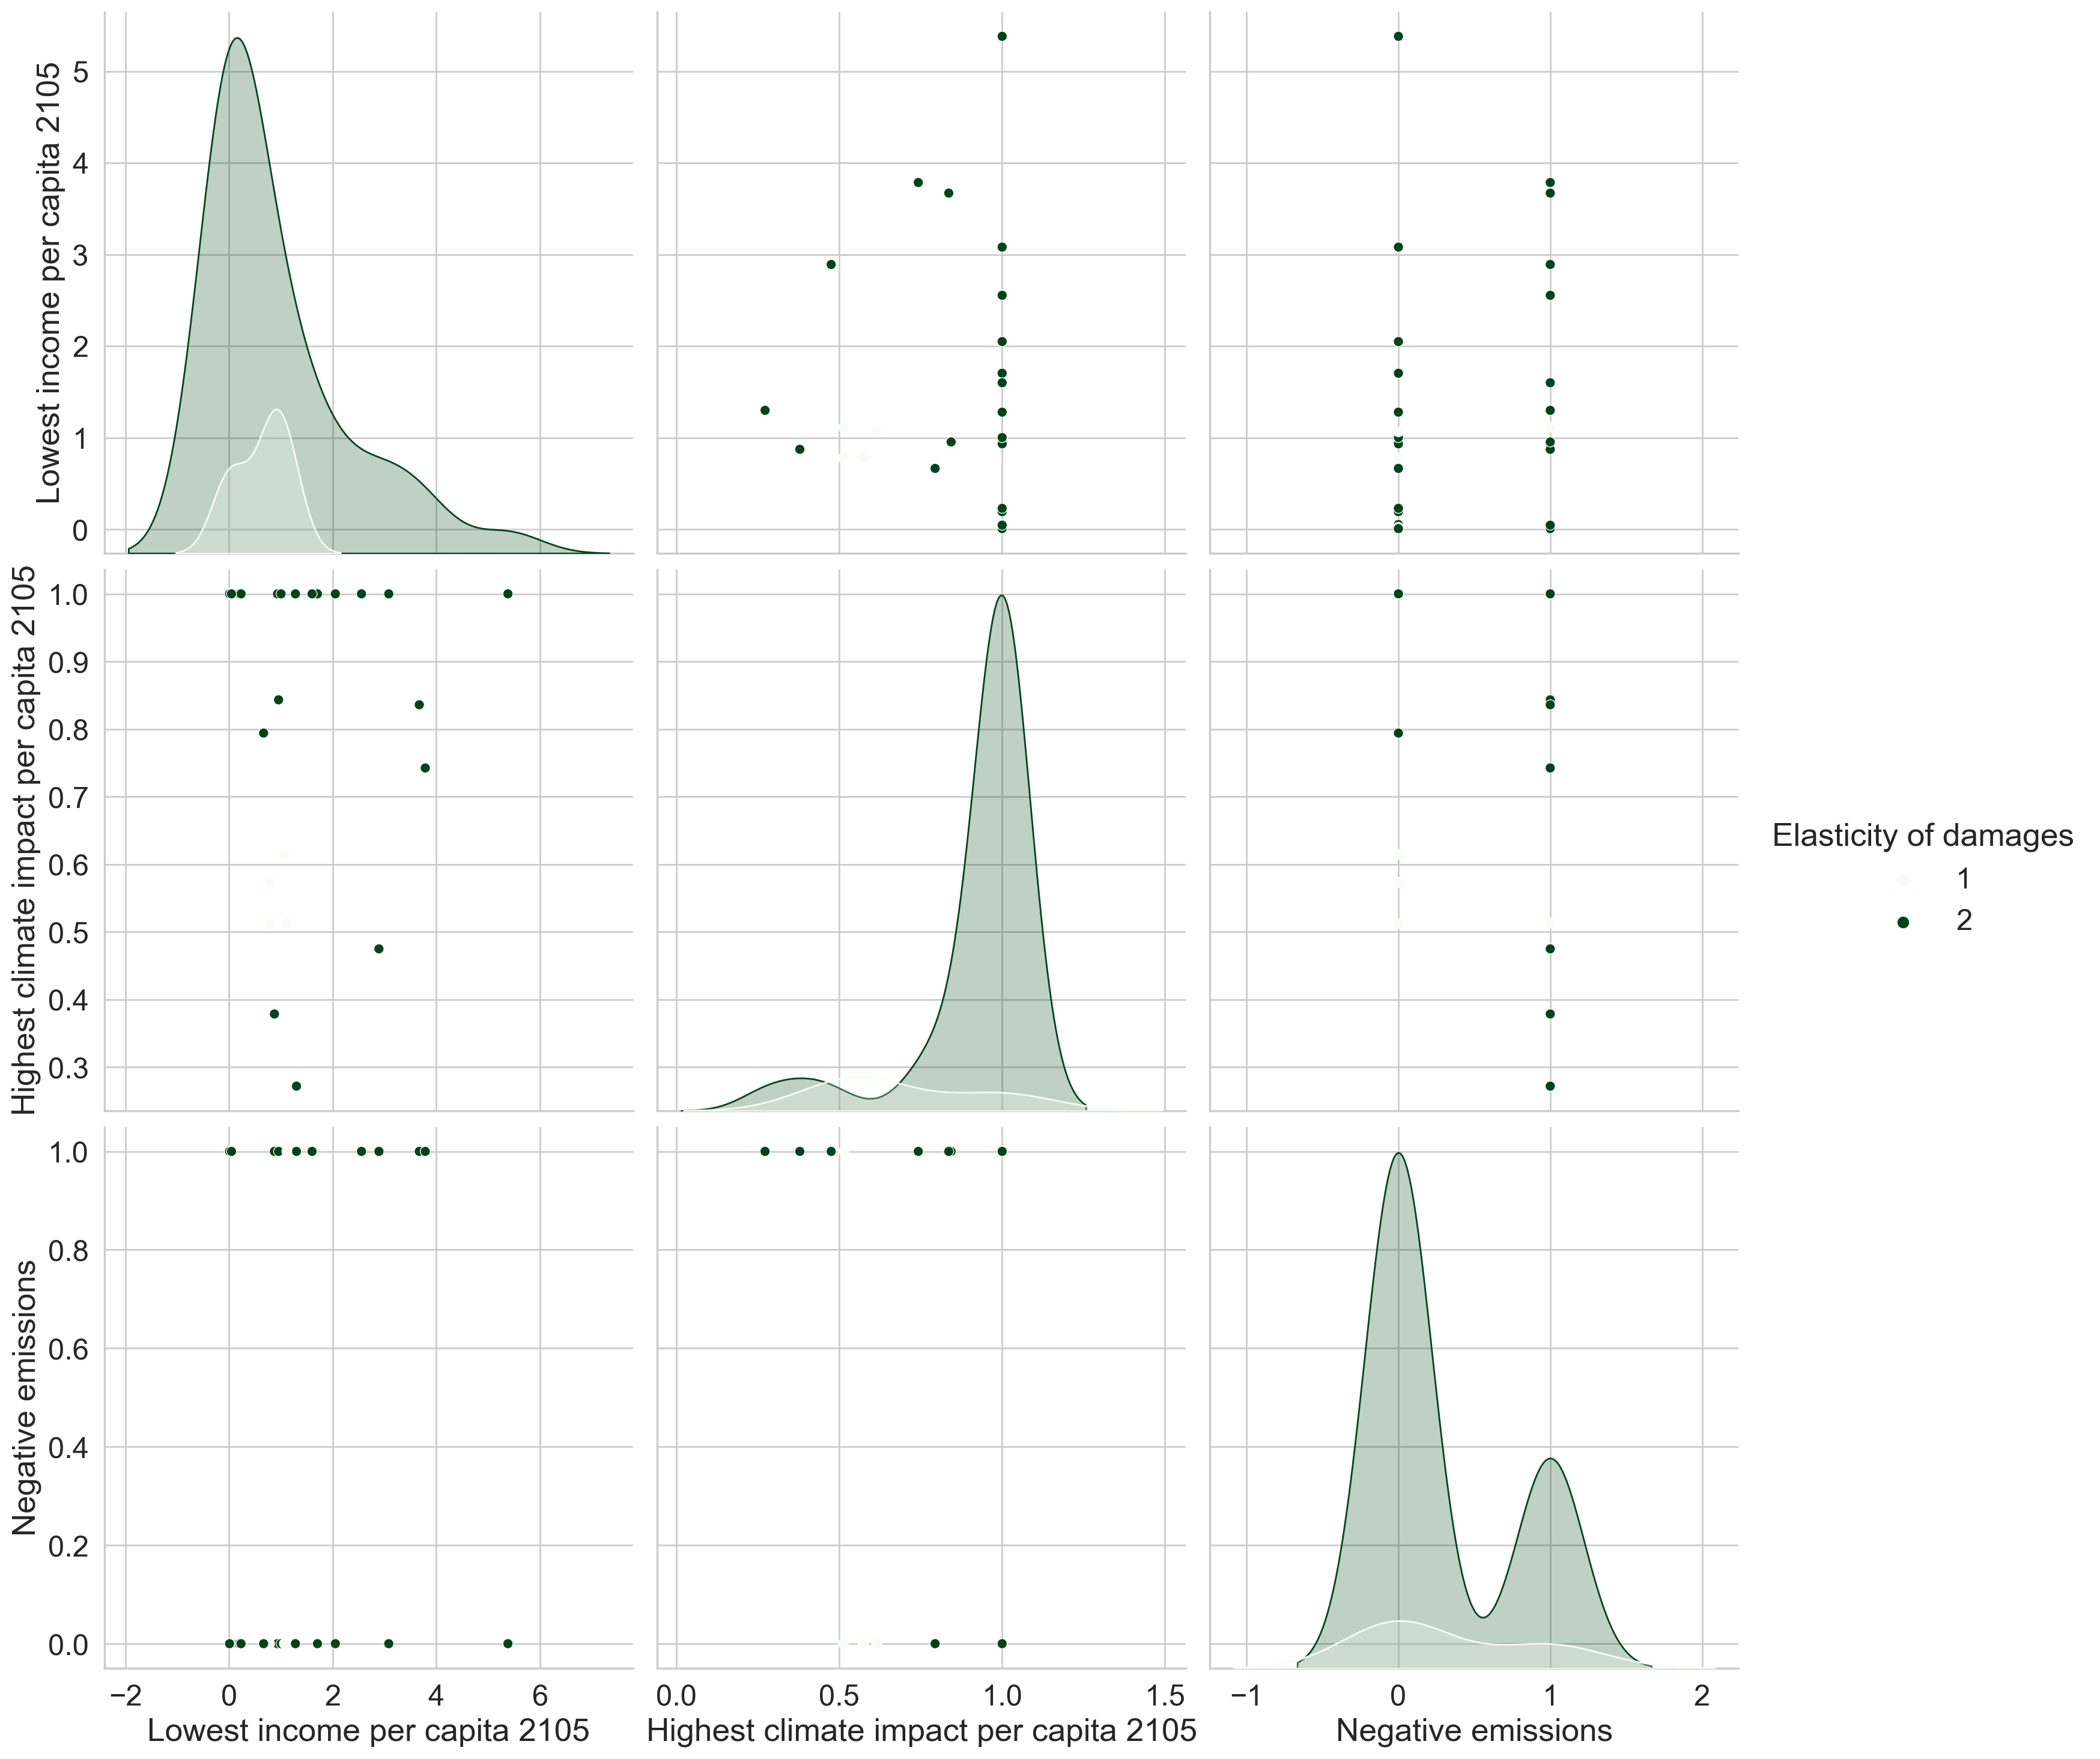 Lowest income per capita 2105
5
4
3
2
1
0
Highest climate impact per capita 2105
1.0
0.9
0.8
0.7
0.6
0.5
0.4
0.3
Elasticity of damages
1
2
Negative emissions
1.0
0.8
0.6
0.4
0.2
0.0
−2 0 2 4 6
0.0 0.5 1.0 1.5
−1 0 1 2
Lowest income per capita 2105
Highest climate impact per capita 2105
Negative emissions